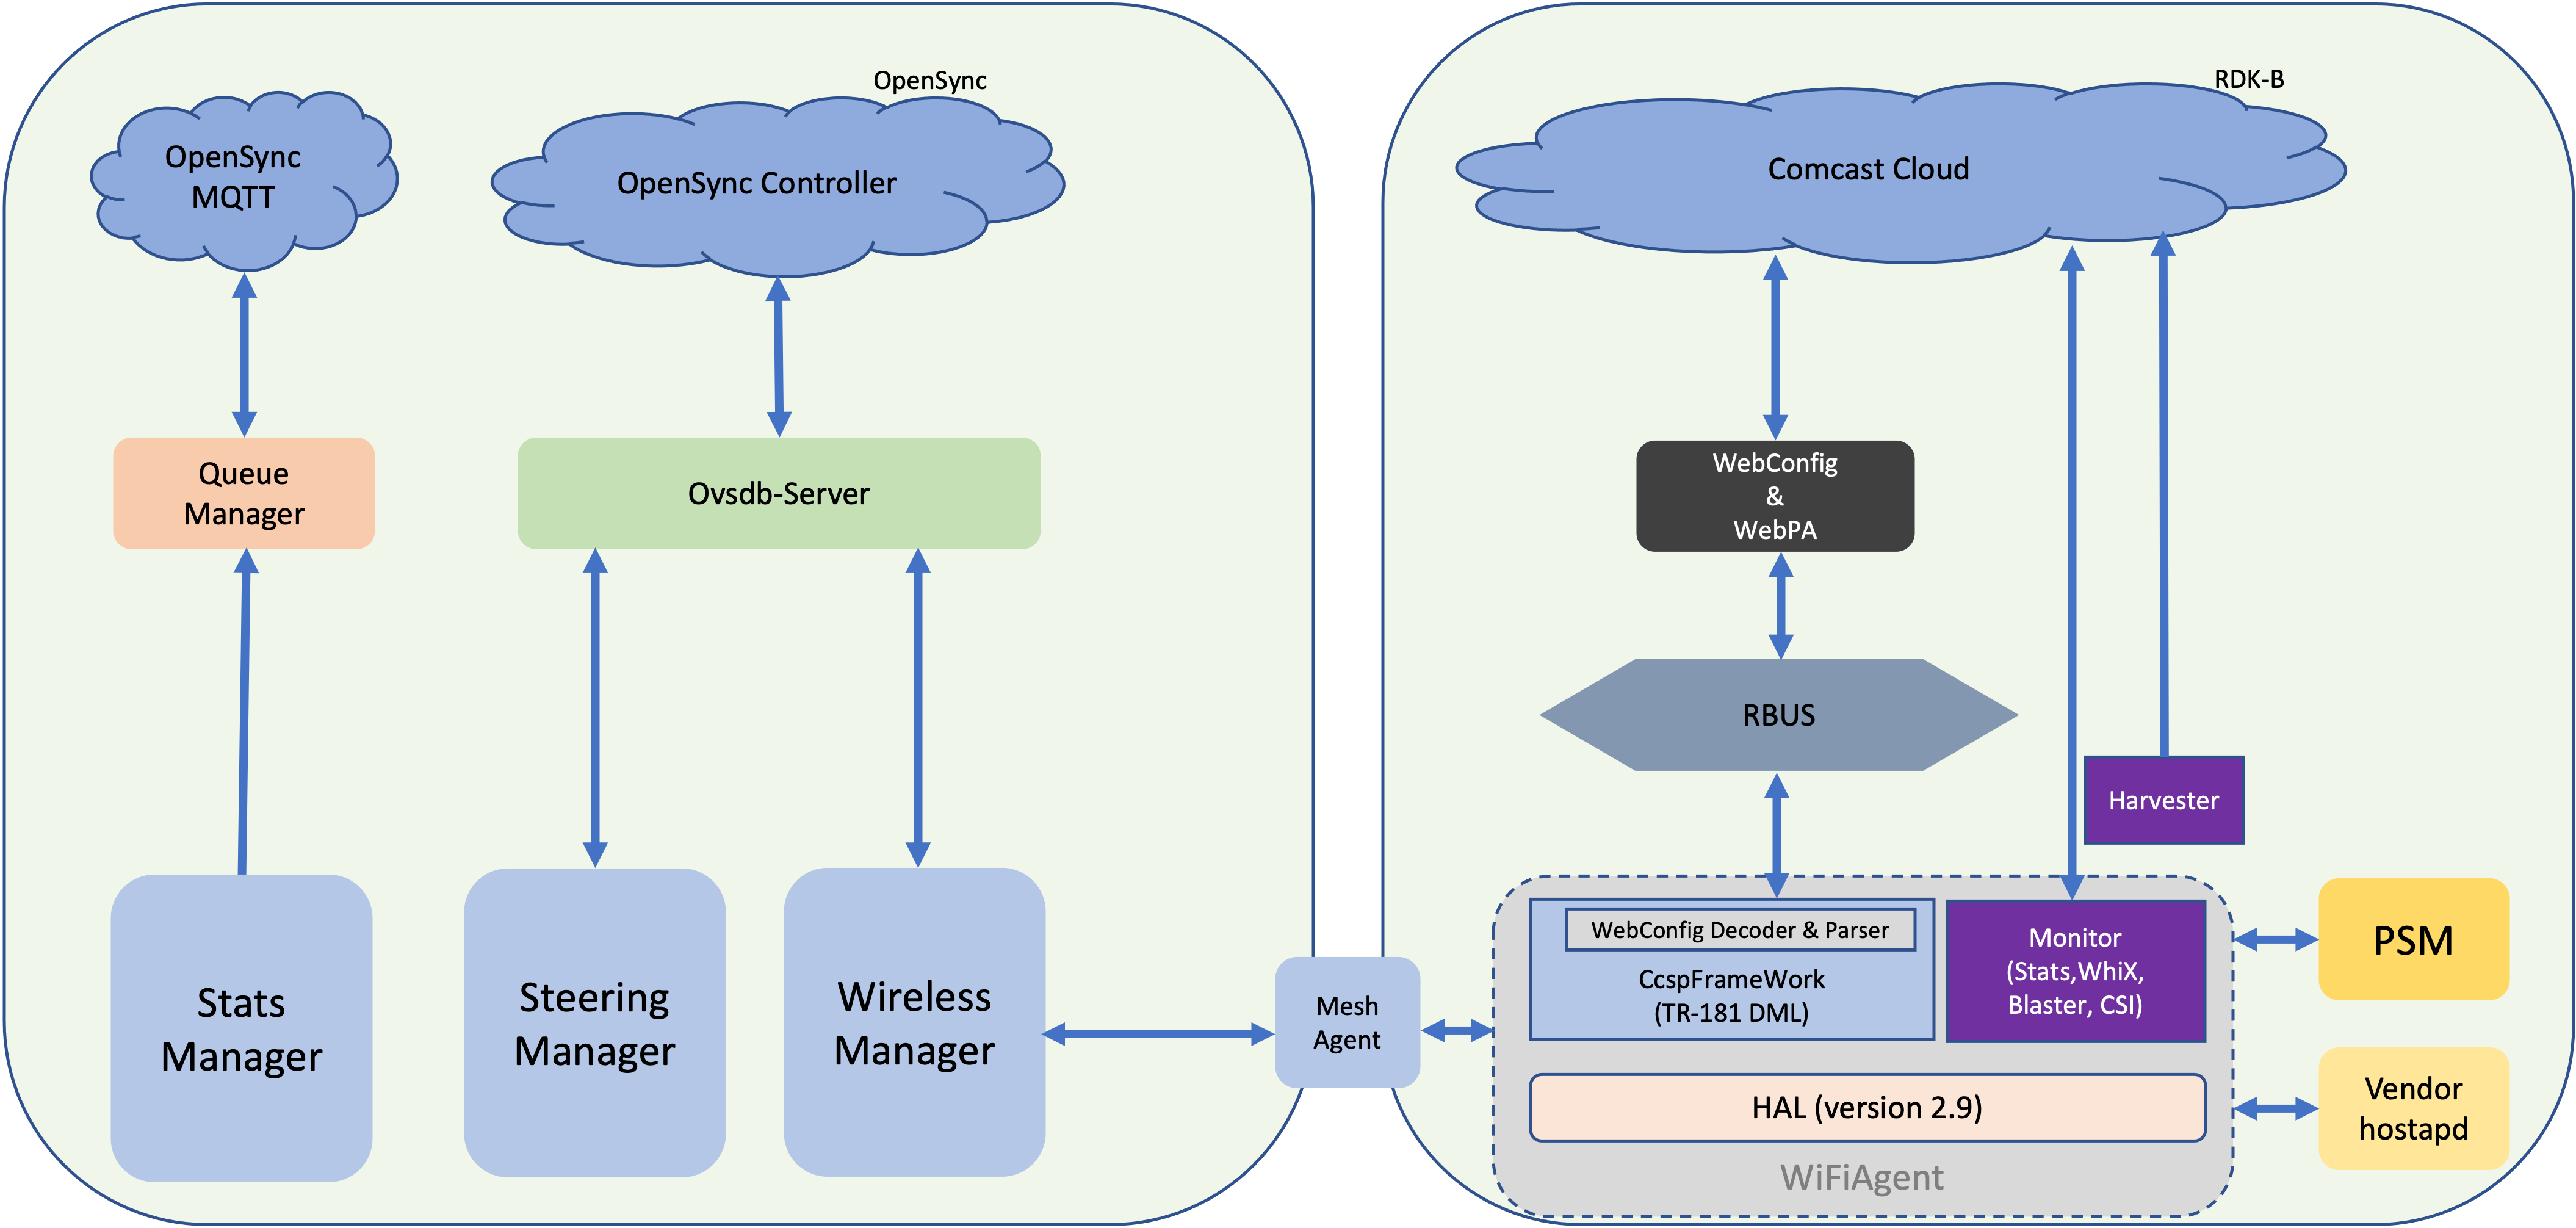 OpenSync
OpenSync
MQTT
OpenSync Controller
Queue
Manager
Ovsdb-Server
Stats
Manager
Steering
Manager
Wireless
Manager
Mesh
Agent
RDK-B
Comcast Cloud
WebConfig
&
WebPA
RBUS
Harvester
WebConfig Decoder & Parser
CcspFrameWork
(TR-181 DML)
Monitor
(Stats,WhiX,
Blaster, CSI)
HAL (version 2.9)
WiFiAgent
PSM
Vendor
hostapd